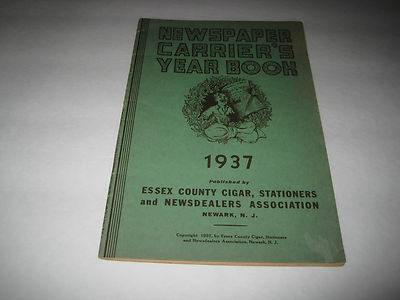 NEWSPAPER
CARRIER'S
YEAR BOOK
1937
Published by
ESSEX COUNTY CIGAR, STATIONERS
and NEWSDEALERS ASSOCIATION
NEWARK, N. J.
Copyright 1937, by Essex County Cigar, Stationers
and Newsdealers Association, Newark, N. J.